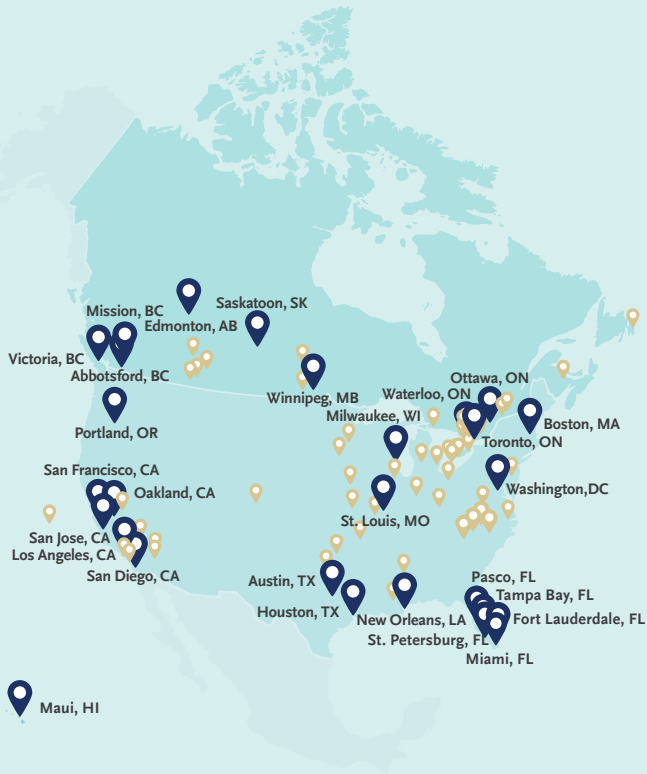 Saskatoon, SK
Mission, BC
Edmonton, AB
Victoria, BC
Abbotsford, BC
Ottawa, ON
Waterloo, ON
Winnipeg, MB
Milwaukee, WI
Boston, MA
Portland, OR
Toronto, ON
San Francisco, CA
Washington,DC
Oakland, CA
St. Louis, MO
San Jose, CA
Los Angeles, CA
San Diego, CA
Pasco, FL
Austin, TX
Tampa Bay, FL
Houston, TX
New Orleans, LA
Fort Lauderdale, FL
St. Petersburg, FL
Miami, FL
Maui, HI